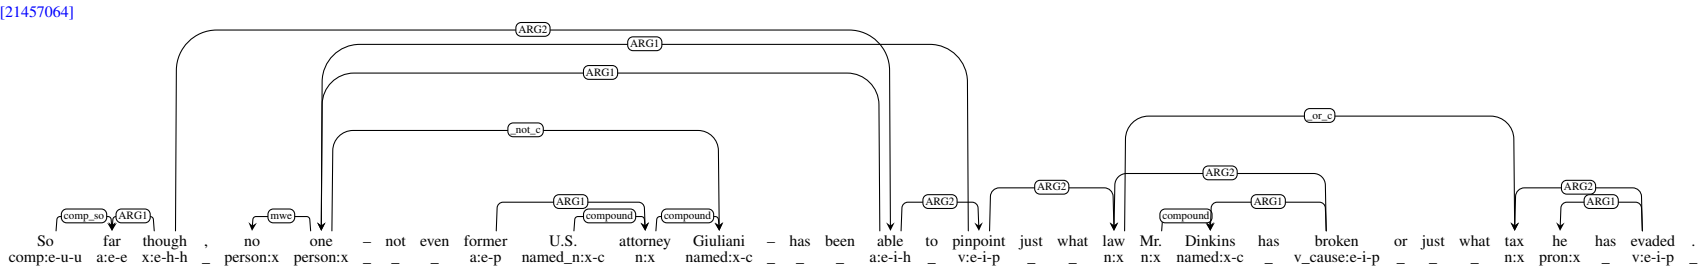 [21457064]
ARG2
ARG1
ARG1
_not_c
_or_c
ARG2
ARG2 ARG2
ARG1 ARG2 ARG1
comp_so ARG1 mwe compound compound compound ARG1
So far though , no one – not even former U.S. attorney Giuliani – has been able to pinpoint just what law Mr. Dinkins has broken or just what tax he has evaded .
comp:e-u-u a:e-e x:e-h-h _ person:x person:x _ _ _ a:e-p named_n:x-c n:x named:x-c _ _ _ a:e-i-h _ v:e-i-p _ _ n:x n:x named:x-c _ v_cause:e-i-p _ _ _ n:x pron:x _ v:e-i-p _